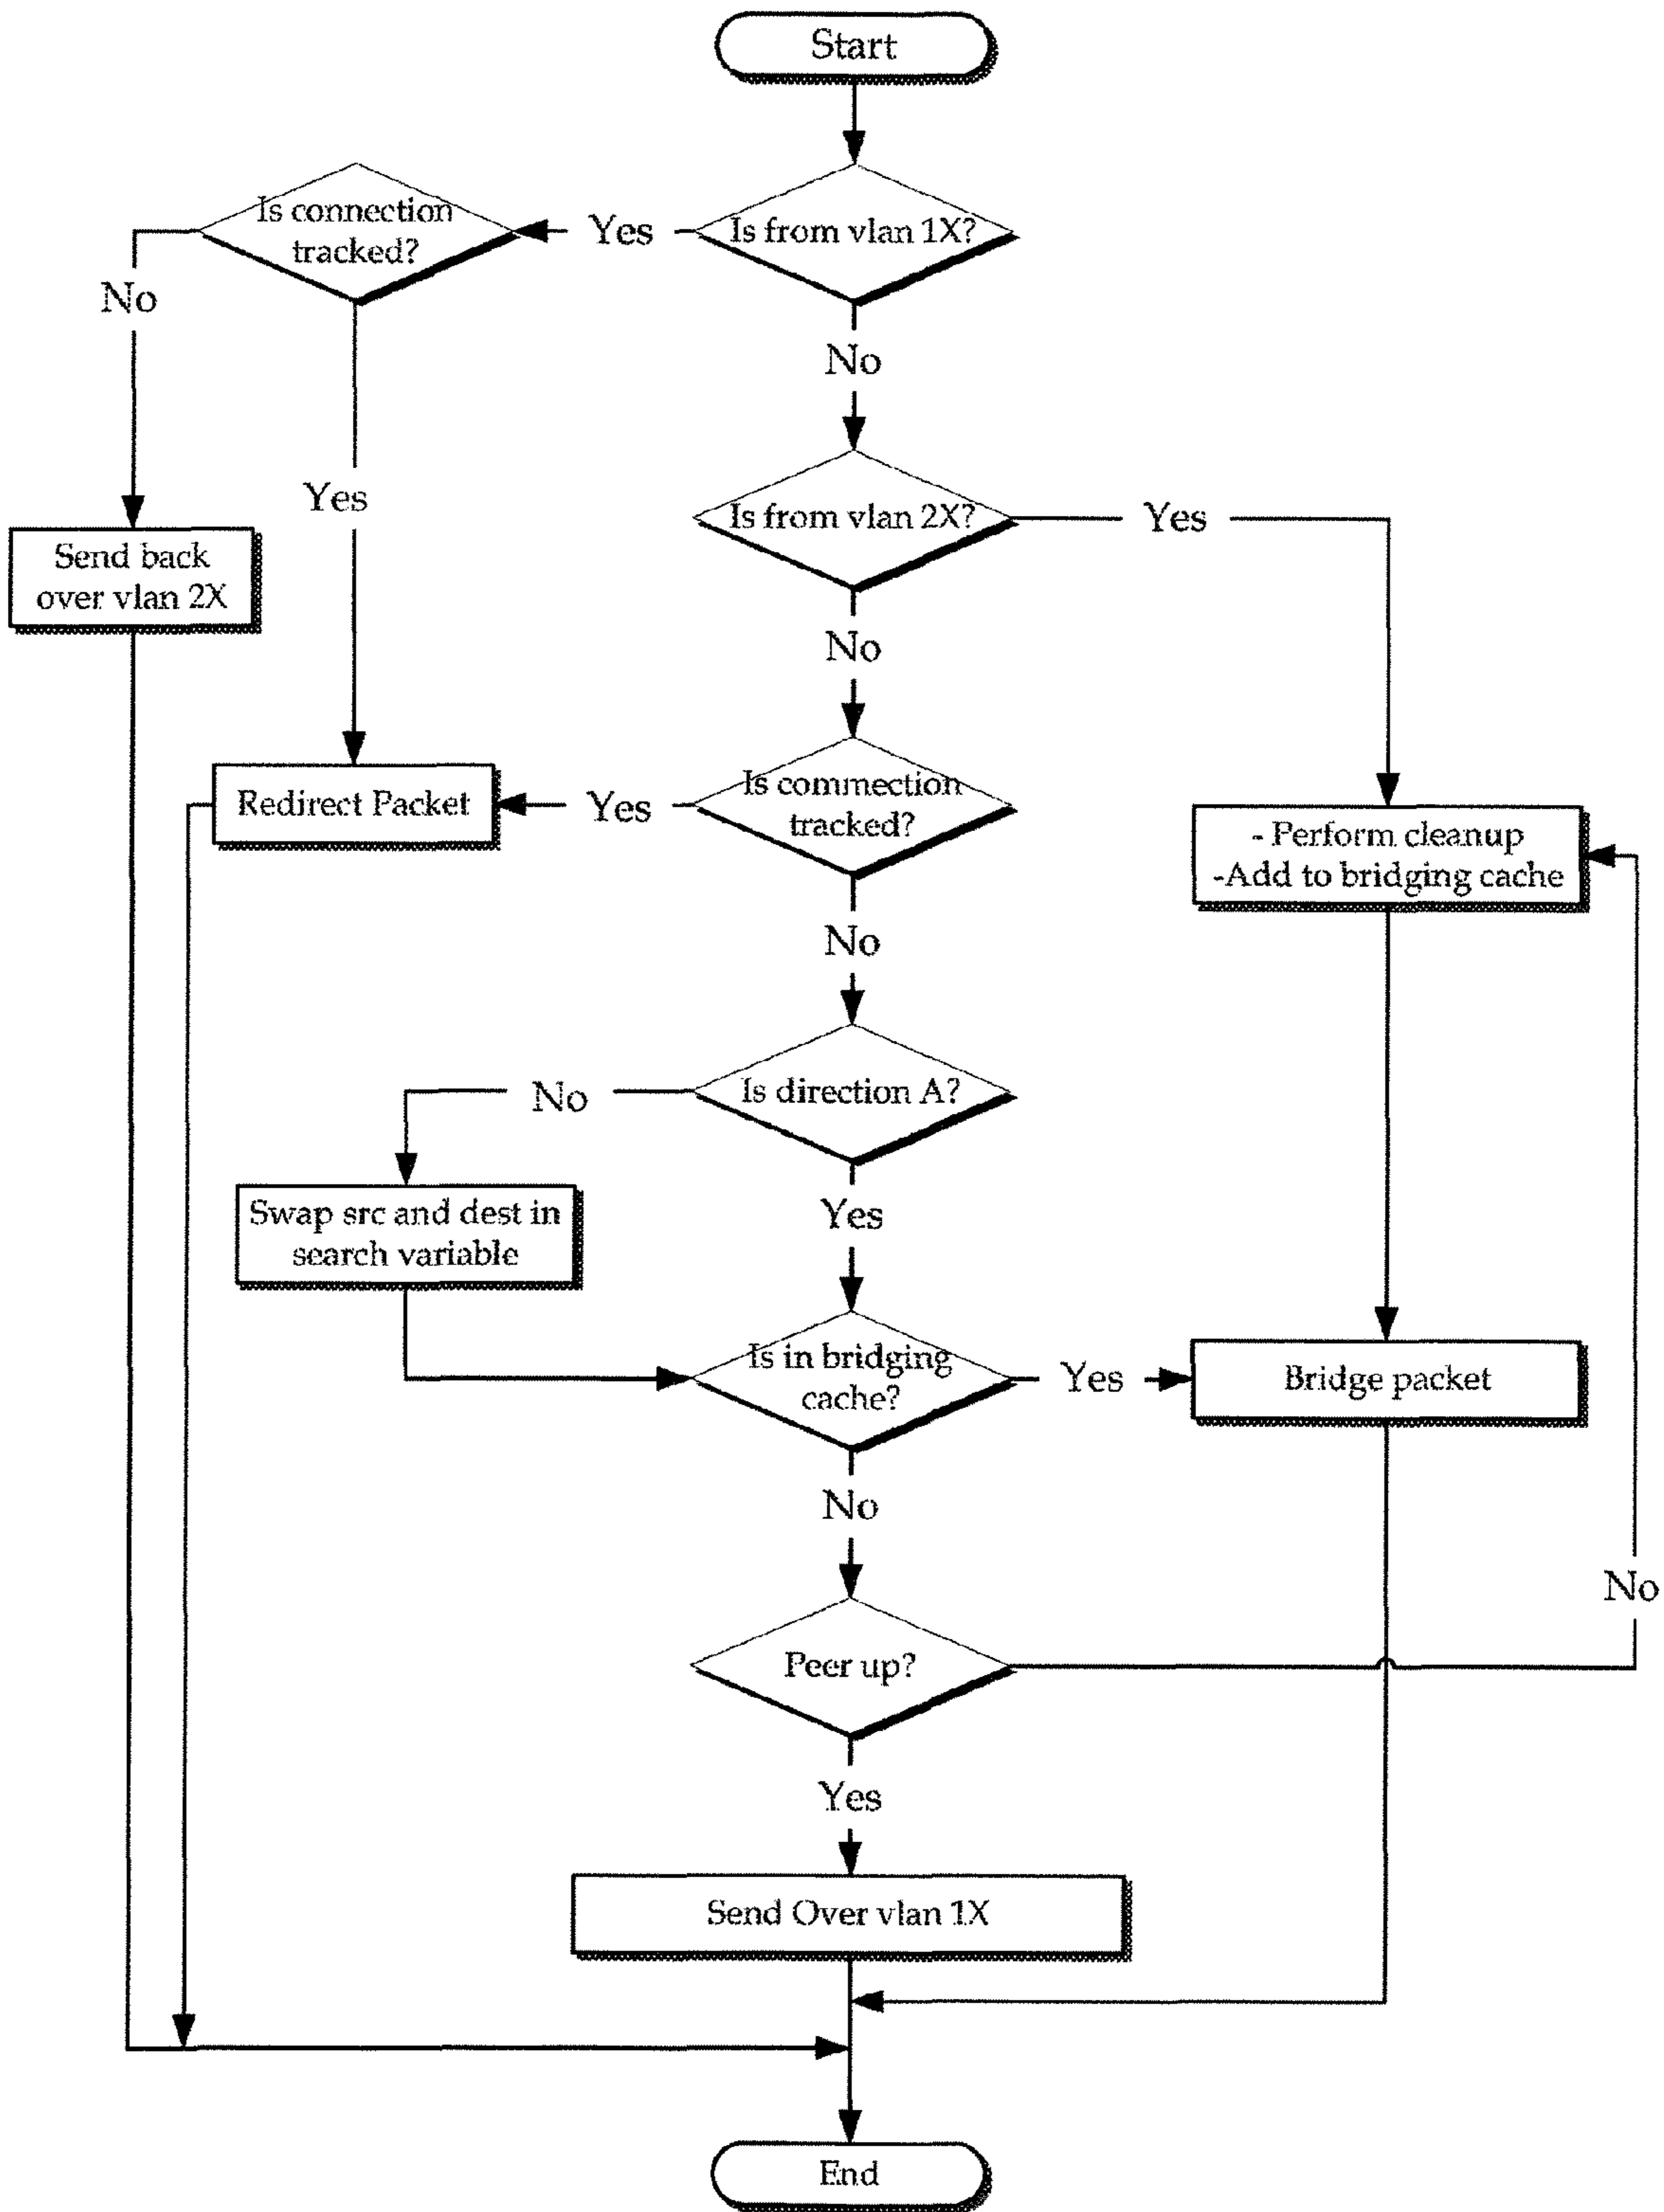 Start
Is connection
tracked?
Yes
Is from vlan 1X?
No
No
Yes
Is from vlan 2X?
Yes
Send back
over vlan 2X
No
Redirect Packet
Yes
Is commection
tracked?
- Perform cleanup
-Add to bridging cache
No
No
Is direction A?
Swap src and dest in
search variable
Yes
Is in bridging
cache?
Yes
Bridge packet
No
No
Peer up?
Yes
Send Over vlan 1X
End